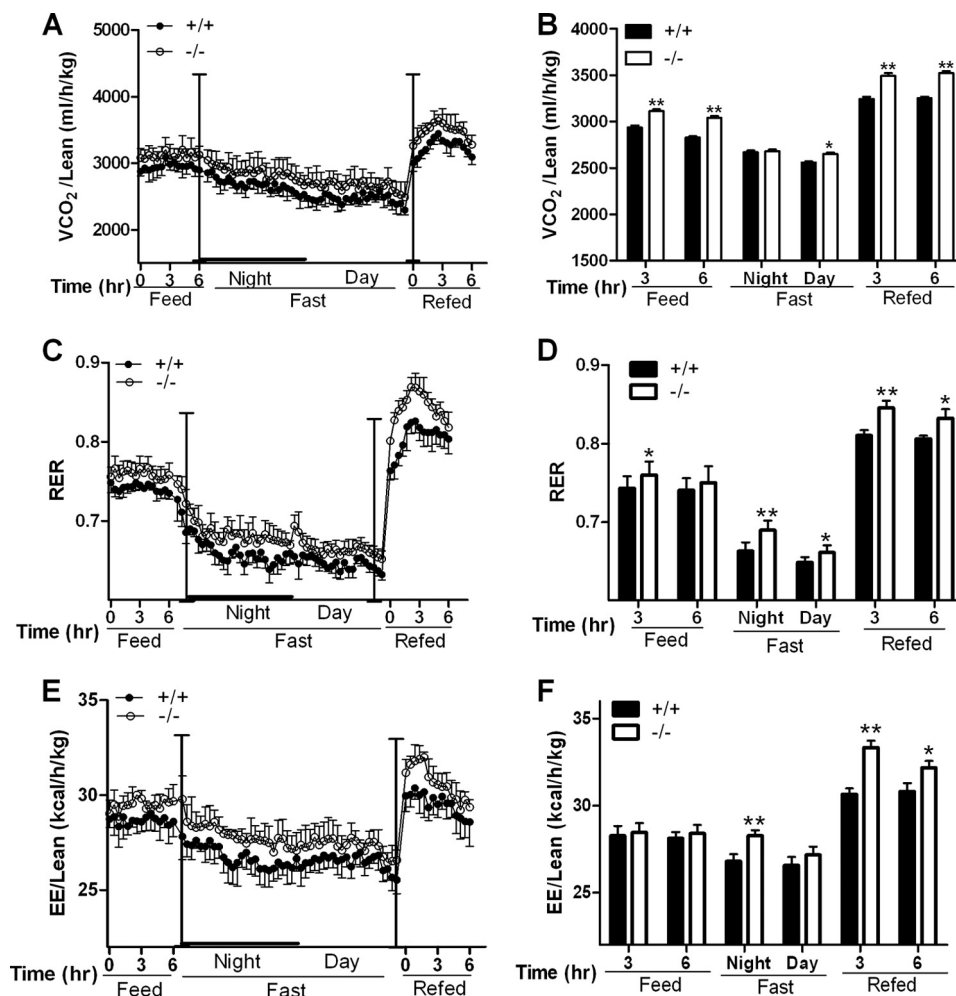 A
+/+
-/-
VCO2 /Lean (ml/h/kg)
5000
4000
3000
2000
0 3 6 Night Day 0 3 6
Time (hr)
Feed Fast Refed
B
+/+
-/-
VCO2 /Lean (ml/h/kg)
4000
3500
3000
2500
2000
1500
** ** * ** **
3 6 Night Day 3 6
Time (hr)
Feed Fast Refed
C
+/+
-/-
RER
0.9
0.8
0.7
0 3 6 Night Day 0 3 6
Time (hr)
Feed Fast Refed
D
+/+
-/-
RER
0.9
0.8
0.7
* ** * ** *
3 6 Night Day 3 6
Time (hr)
Feed Fast Refed
E
+/+
-/-
EE/Lean (kcal/h/kg)
35
30
25
0 3 6 Night Day 0 3 6
Time (hr)
Feed Fast Refed
F
+/+
-/-
EE/Lean (kcal/h/kg)
35
30
25
** ** *
3 6 Night Day 3 6
Time (hr)
Feed Fast Refed